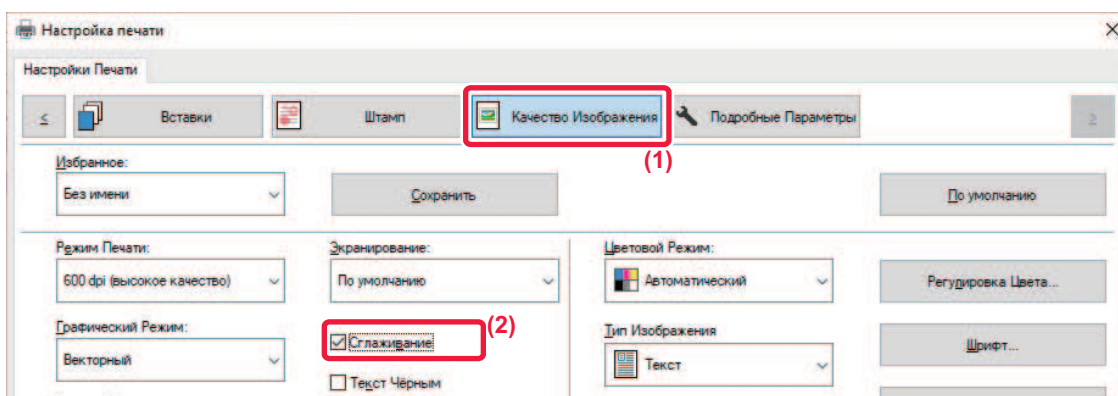 Настройка печати
Настройки Печати
< Вставки Штамп Качество Изображения Подробные Параметры >
(1)
Избранное:
Без имени Сохранить По умолчанию
Режим Печати: Экранирование: Цветовой Режим:
600 dpi (высокое качество) По умолчанию Автоматический Регулировка Цвета...
Графический Режим: (2) Тип Изображения
Векторный Сглаживание Текст Шрифт...
Текст Чёрным